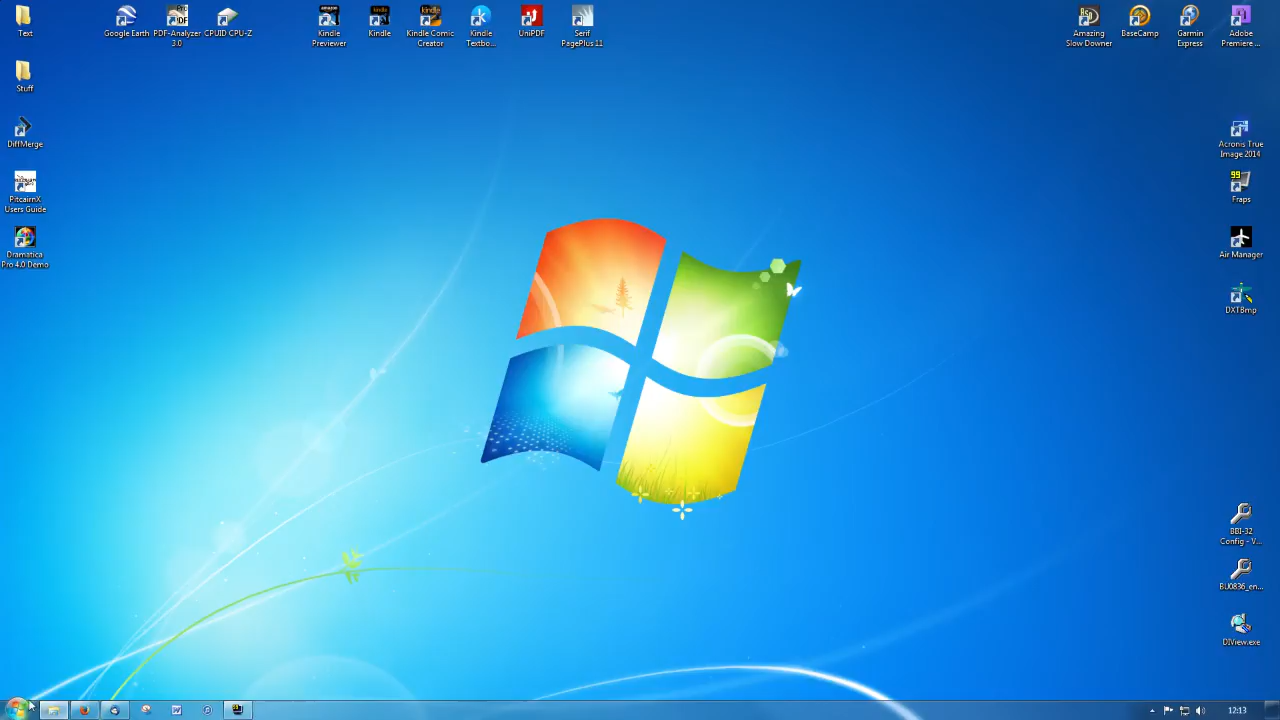 Text
Google Earth
PDF-Analyzer
3.0
CPUID CPU-Z
Kindle
Previewer
Kindle
Kindle Comic
Creator
Kindle
Textbo...
UniPDF
Serif
PagePlus 11
Amazing
Slow Downer
BaseCamp
Garmin
Express
Adobe
Premiere ...
Stuff
DiffMerge
PitcairnX
Users Guide
Dramatica
Pro 4.0 Demo
Acronis True
Image 2014
99
Fraps
Air Manager
DXTBmp
BBI-32
Config - V...
BU0836_en...
DIView.exe
12:13